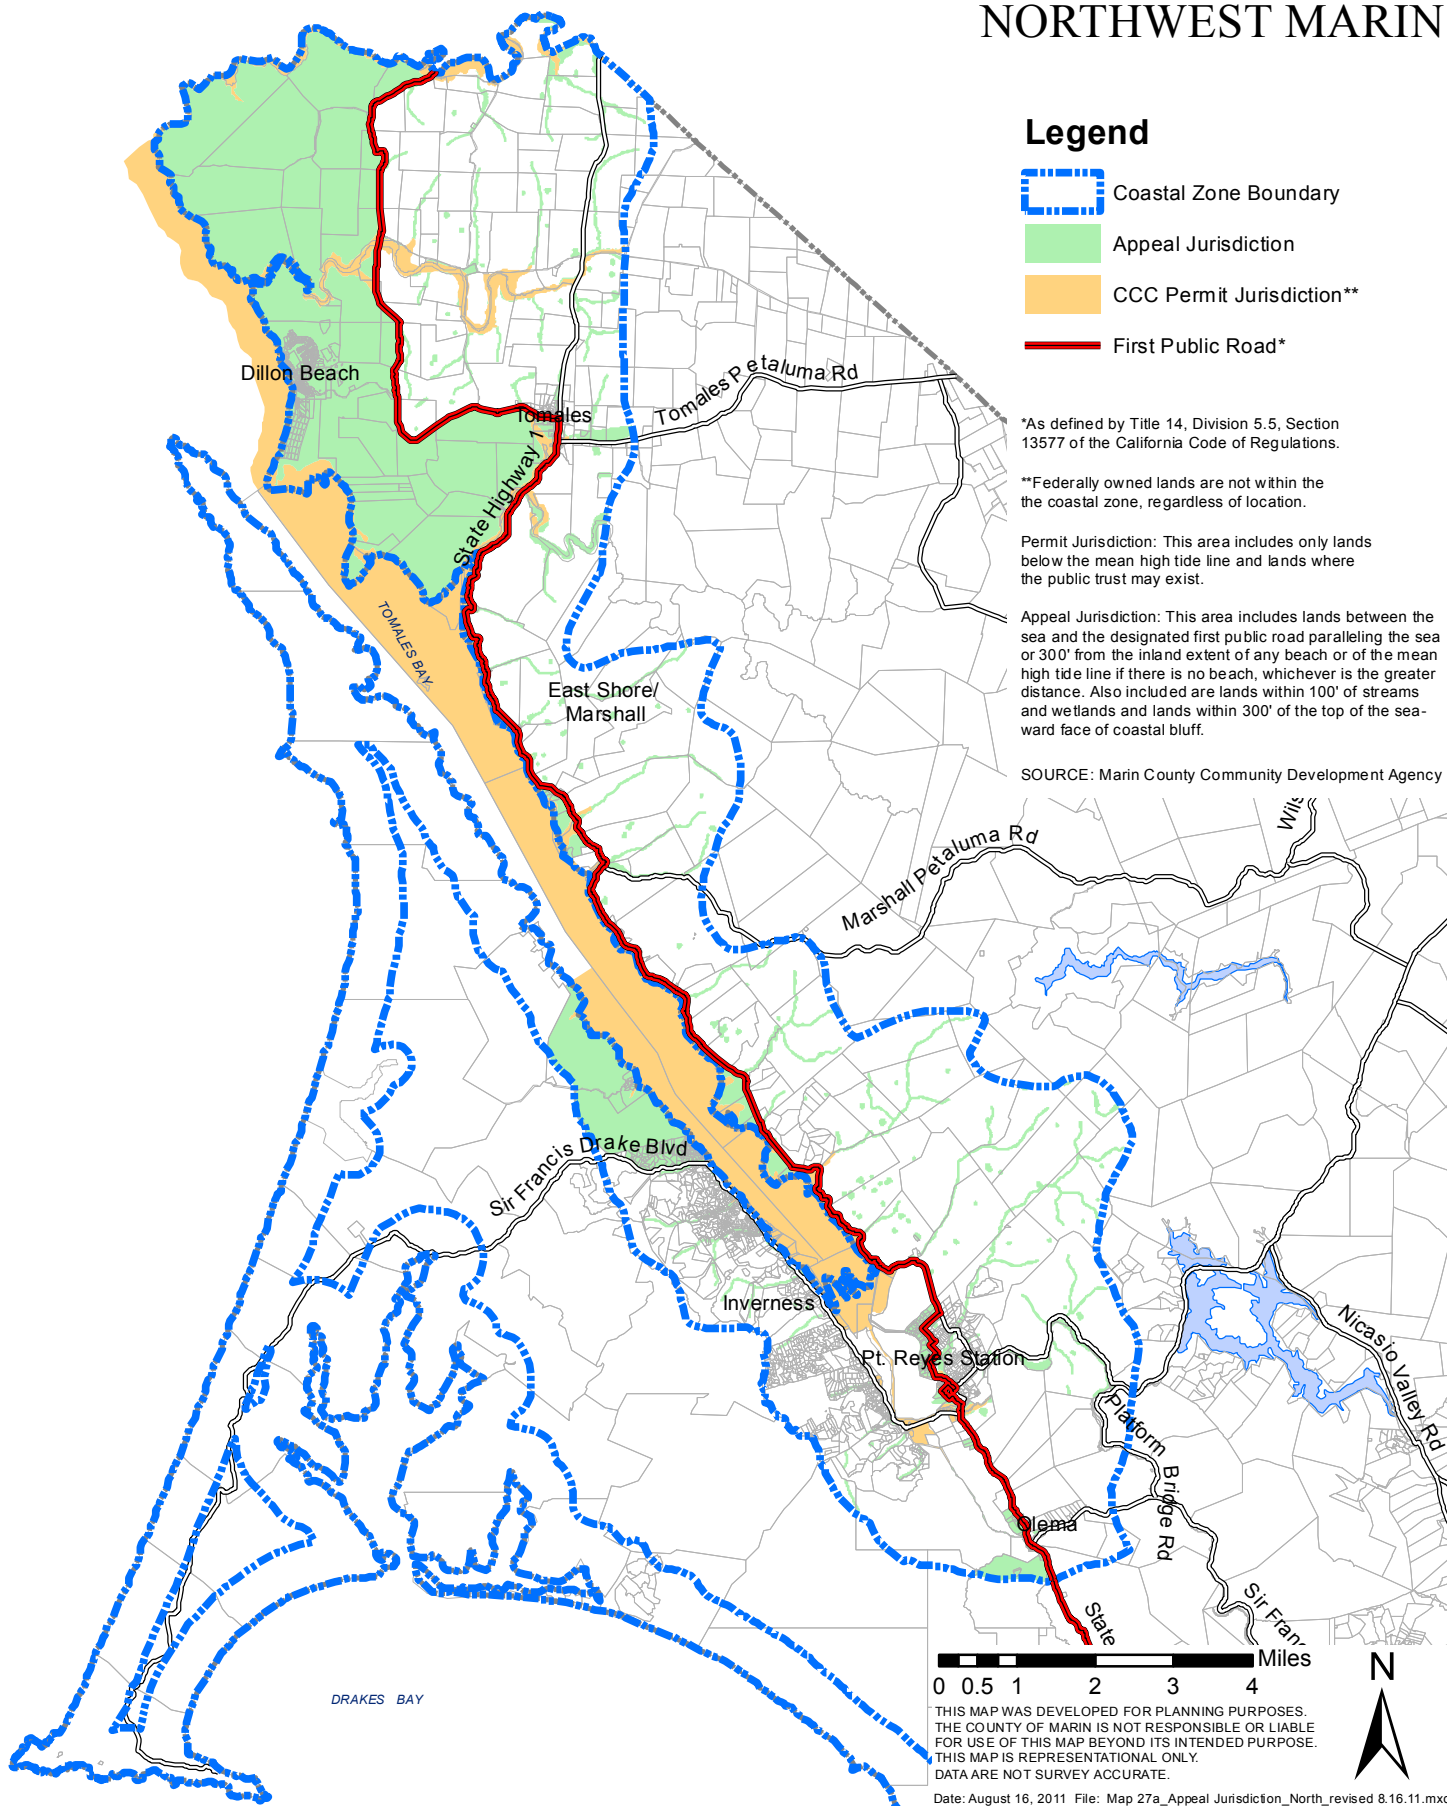 NORTHWEST MARIN
Legend
Coastal Zone Boundary
Appeal Jurisdiction
CCC Permit Jurisdiction**
First Public Road*
*As defined by Title 14, Division 5.5, Section
13577 of the California Code of Regulations.
**Federally owned lands are not within the
the coastal zone, regardless of location.
Permit Jurisdiction: This area includes only lands
below the mean high tide line and lands where
the public trust may exist.
Appeal Jurisdiction: This area includes lands between the
sea and the designated first public road paralleling the sea
or 300' from the inland extent of any beach or of the mean
high tide line if there is no beach, whichever is the greater
distance. Also included are lands within 100' of streams
and wetlands and lands within 300' of the top of the sea-
ward face of coastal bluff.
SOURCE: Marin County Community Development Agency
Dillon Beach
Tomales
Tomales Petaluma Rd
State Highway 1
TOMALES BAY
East Shore/
Marshall
Wils
Marshall Petaluma Rd
Sir Francis Drake Blvd
Inverness
Pt. Reyes Station
Nicasio Valley Rd
Platform Bridge Rd
Olema
State
Sir Franc
DRAKES BAY
Miles
0 0.5 1 2 3 4
N
THIS MAP WAS DEVELOPED FOR PLANNING PURPOSES.
THE COUNTY OF MARIN IS NOT RESPONSIBLE OR LIABLE
FOR USE OF THIS MAP BEYOND ITS INTENDED PURPOSE.
THIS MAP IS REPRESENTATIONAL ONLY.
DATA ARE NOT SURVEY ACCURATE.
Date: August 16, 2011 File: Map 27a_Appeal Jurisdiction_North_revised 8.16.11.mxd